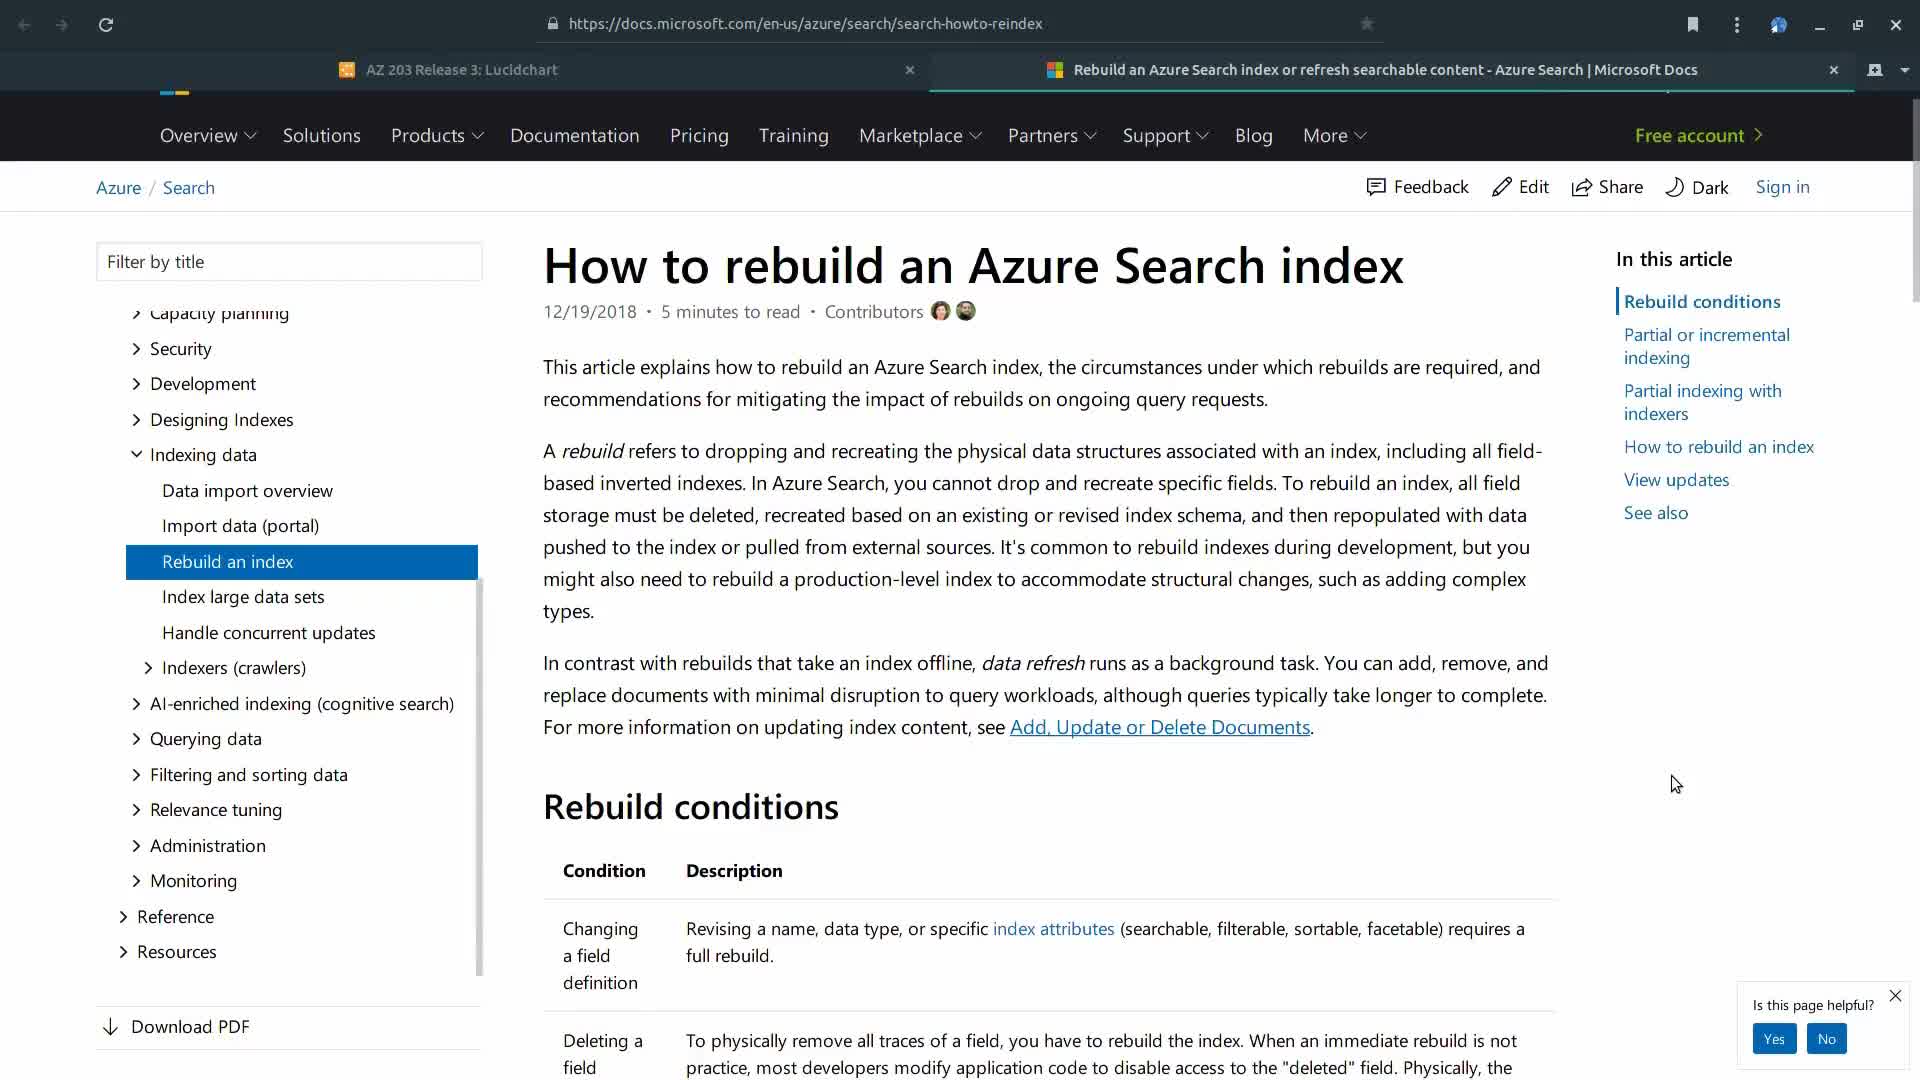 https://docs.microsoft.com/en-us/azure/search/search-howto-reindex
AZ 203 Release 3: Lucidchart
Rebuild an Azure Search index or refresh searchable content - Azure Search | Microsoft Docs
Overview Solutions Products Documentation Pricing Training Marketplace Partners Support Blog More Free account
Azure / Search
Feedback Edit Share Dark Sign in
Filter by title
Capacity planning
Security
Development
Designing Indexes
Indexing data
Data import overview
Import data (portal)
Rebuild an index
Index large data sets
Handle concurrent updates
Indexers (crawlers)
AI-enriched indexing (cognitive search)
Querying data
Filtering and sorting data
Relevance tuning
Administration
Monitoring
Reference
Resources
Download PDF
How to rebuild an Azure Search index
12/19/2018 • 5 minutes to read • Contributors
This article explains how to rebuild an Azure Search index, the circumstances under which rebuilds are required, and
recommendations for mitigating the impact of rebuilds on ongoing query requests.
A rebuild refers to dropping and recreating the physical data structures associated with an index, including all field-
based inverted indexes. In Azure Search, you cannot drop and recreate specific fields. To rebuild an index, all field
storage must be deleted, recreated based on an existing or revised index schema, and then repopulated with data
pushed to the index or pulled from external sources. It's common to rebuild indexes during development, but you
might also need to rebuild a production-level index to accommodate structural changes, such as adding complex
types.
In contrast with rebuilds that take an index offline, data refresh runs as a background task. You can add, remove, and
replace documents with minimal disruption to query workloads, although queries typically take longer to complete.
For more information on updating index content, see Add, Update or Delete Documents.
Rebuild conditions
Condition Description
Changing
a field
definition
Revising a name, data type, or specific index attributes (searchable, filterable, sortable, facetable) requires a
full rebuild.
Deleting a
field
To physically remove all traces of a field, you have to rebuild the index. When an immediate rebuild is not
practice, most developers modify application code to disable access to the "deleted" field. Physically, the
In this article
Rebuild conditions
Partial or incremental
indexing
Partial indexing with
indexers
How to rebuild an index
View updates
See also
Is this page helpful?
Yes No